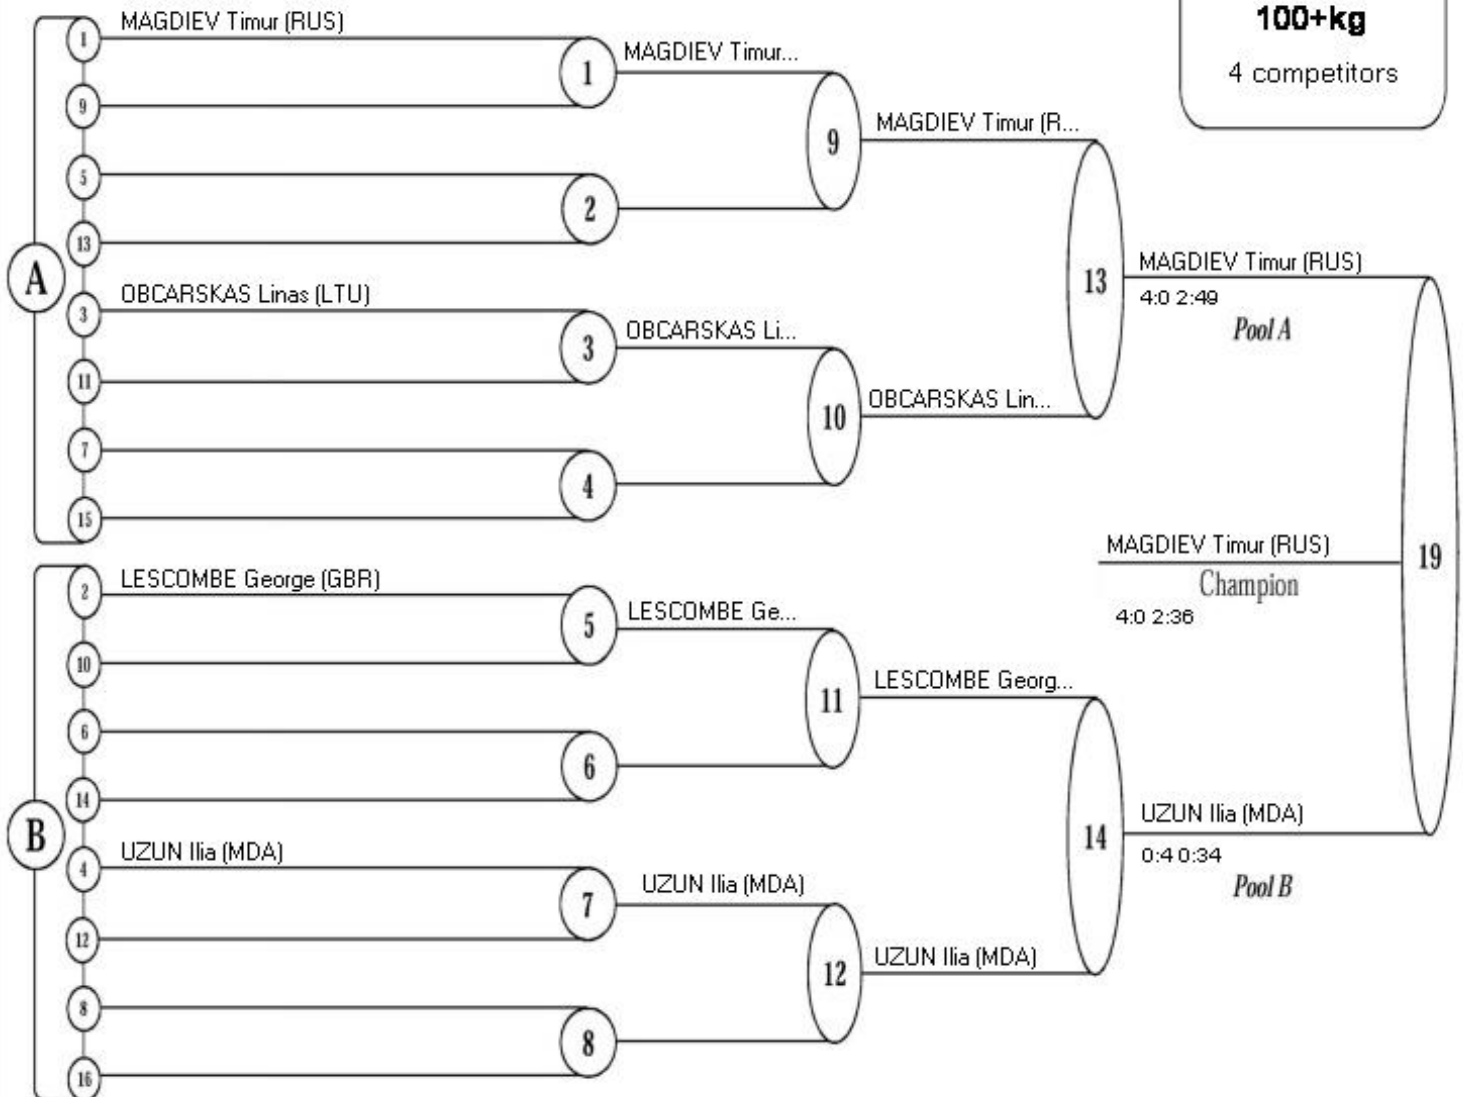 100+kg
4 competitors
MAGDIEV Timur (RUS)
1
9
5
13
A
OBCARSKAS Linas (LTU)
3
11
7
15
1
2
3
4
MAGDIEV Timur...
OBCARSKAS Li...
9
10
MAGDIEV Timur (R...
OBCARSKAS Lin...
13
MAGDIEV Timur (RUS)
4:0 2:49
Pool A
LESCOMBE George (GBR)
2
10
6
14
B
UZUN Ilia (MDA)
4
12
8
16
5
6
7
8
LESCOMBE Ge...
UZUN Ilia (MDA)
11
12
LESCOMBE Georg...
UZUN Ilia (MDA)
14
UZUN Ilia (MDA)
0:4 0:34
Pool B
MAGDIEV Timur (RUS)
Champion
4:0 2:36
19